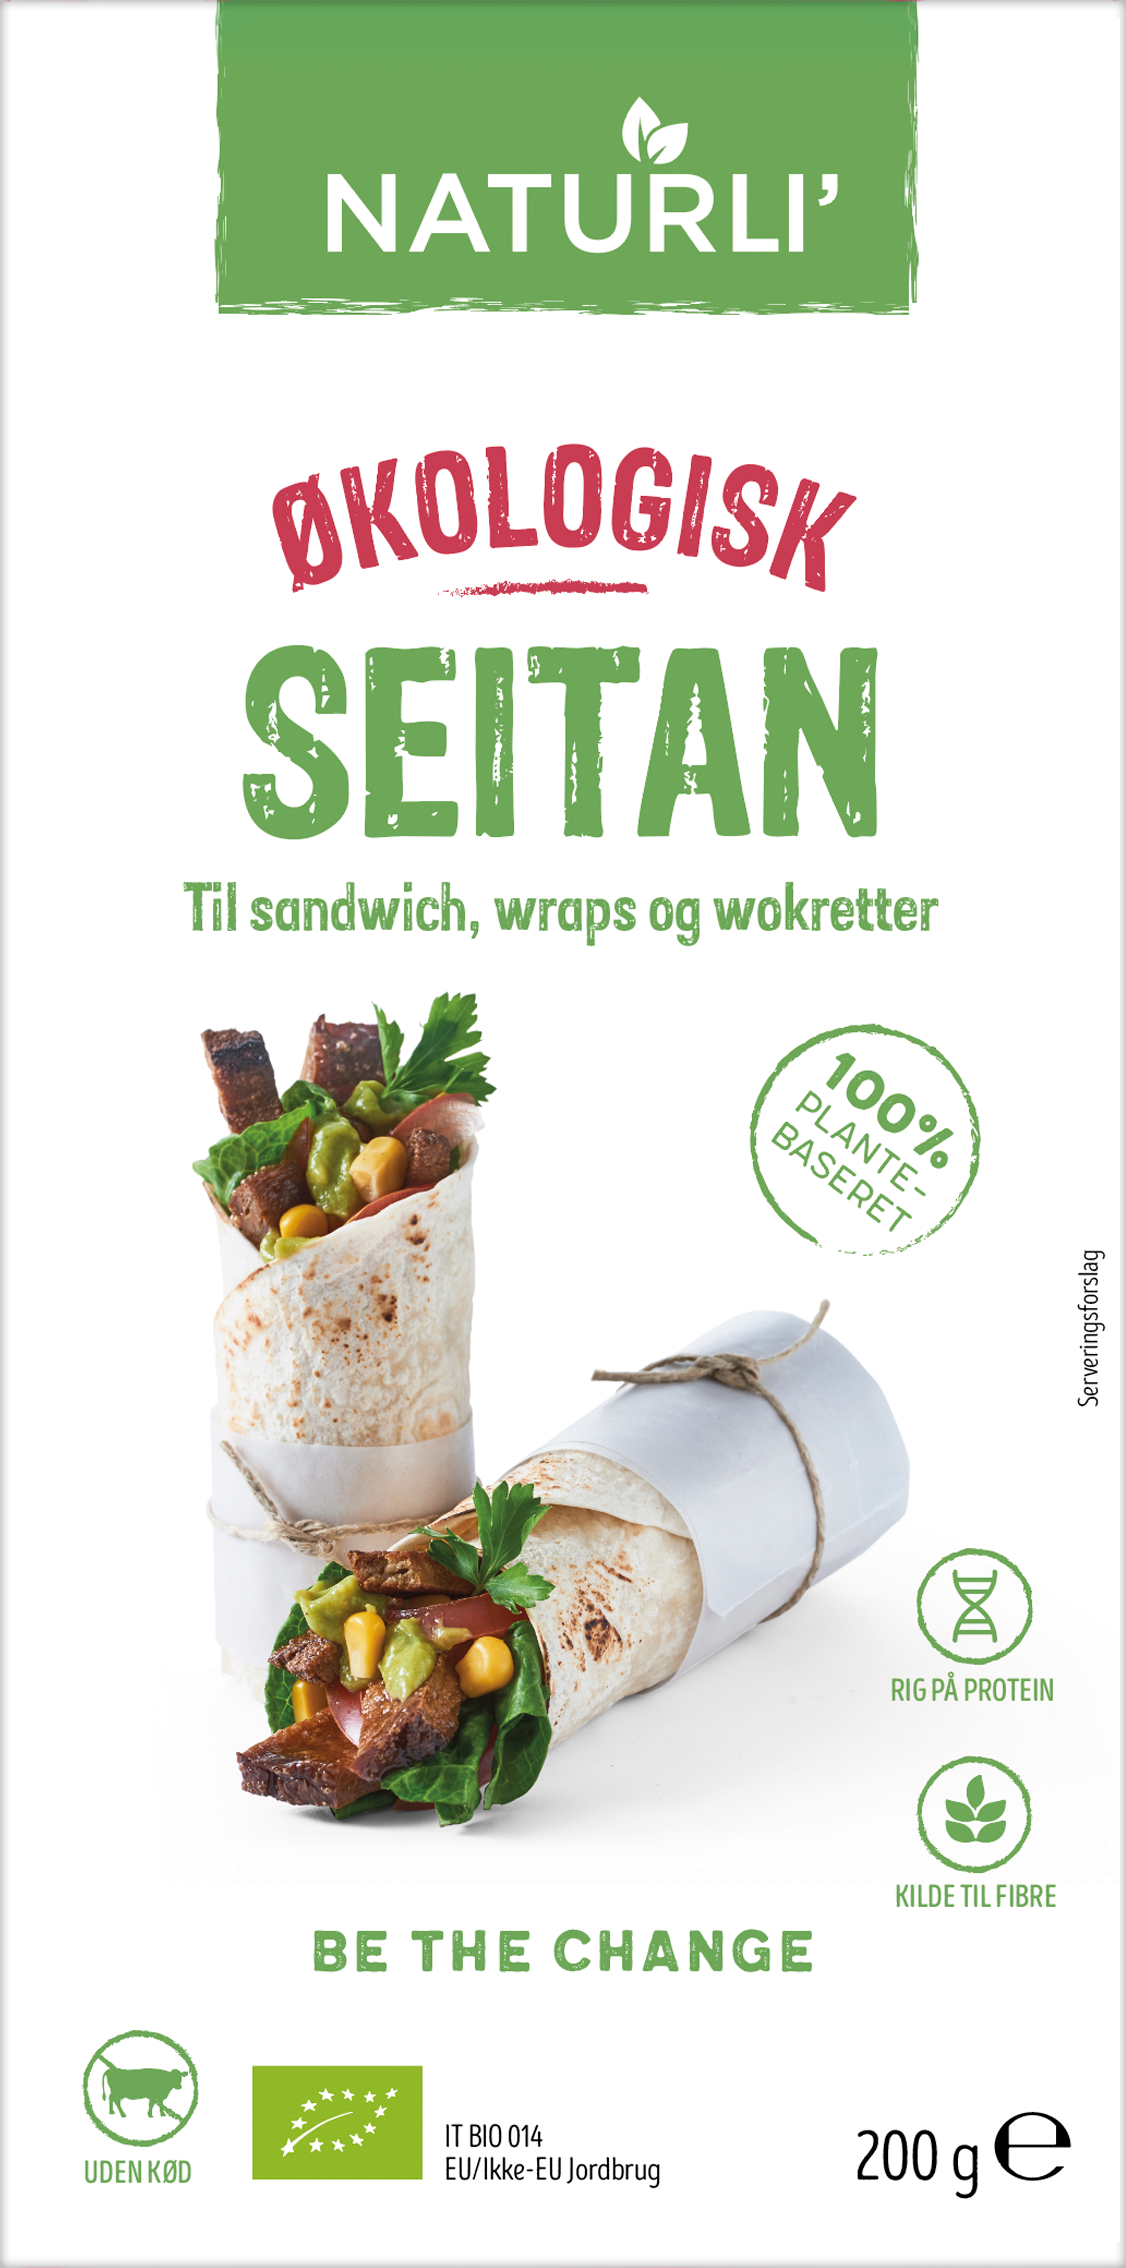 NATURLI’
ØKOLOGISK
SEITAN
Til sandwich, wraps og wokretter
100%
PLANTE-
BASERET
Serveringsforslag
RIG PÅ PROTEIN
KILDE TIL FIBRE
BE THE CHANGE
UDEN KØD
IT BIO 014
EU/Ikke-EU Jordbrug
200 g ℮